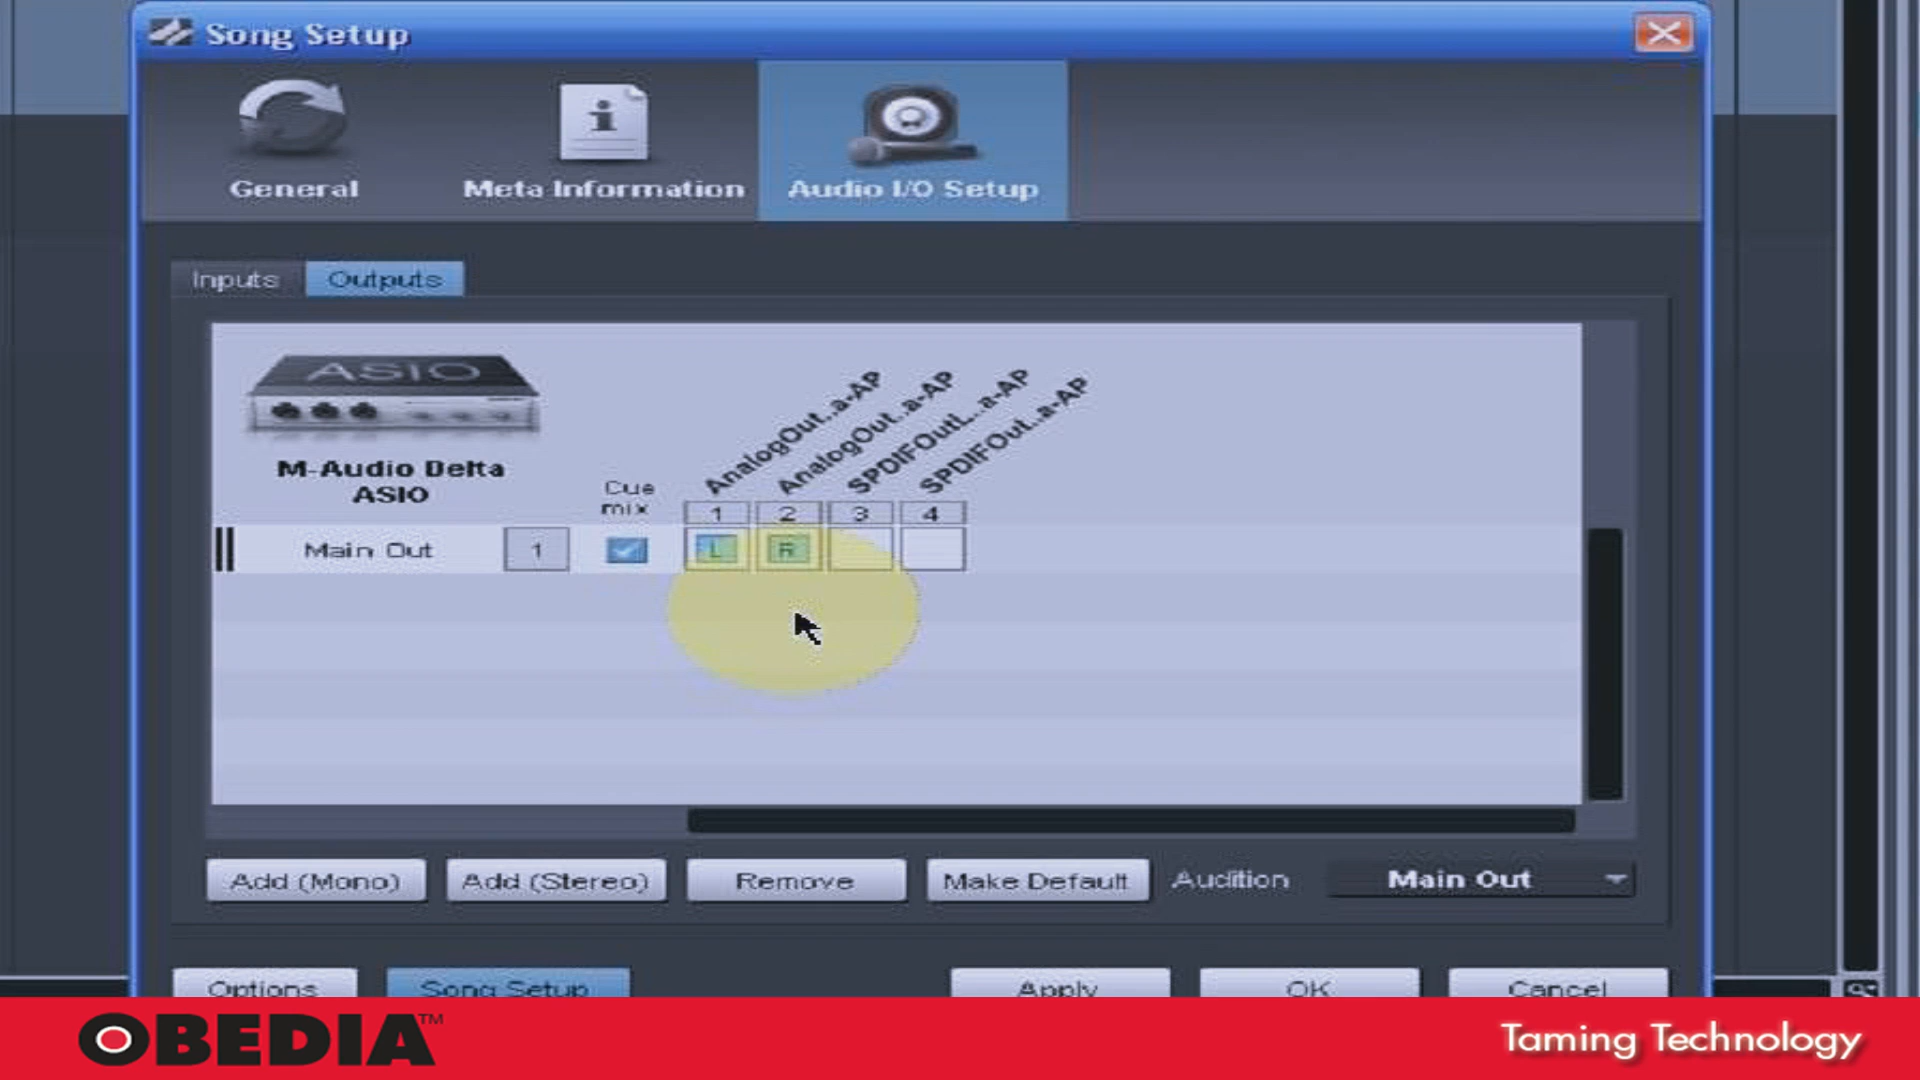 Song Setup
General
Meta Information
Audio I/O Setup
Inputs
Outputs
ASIO
M-Audio Delta
ASIO
Cue
mix
AnalogOut..a-AP
AnalogOut..a-AP
SPDIFOutL..a-AP
SPDIFOut..a-AP
1 2 3 4
Main Out 1 L R
Add (Mono)
Add (Stereo)
Remove
Make Default
Audition
Main Out
Options
Song Setup
Apply
OK
Cancel
OBEDIA™
Taming Technology